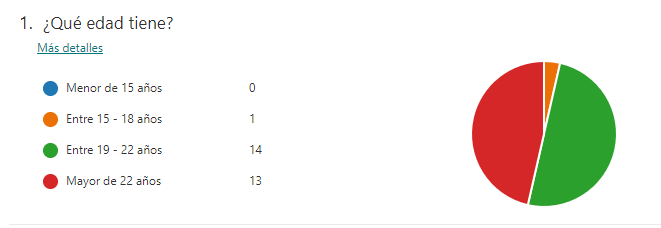 1. ¿Qué edad tiene?
Más detalles
Menor de 15 años 0
Entre 15 - 18 años 1
Entre 19 - 22 años 14
Mayor de 22 años 13